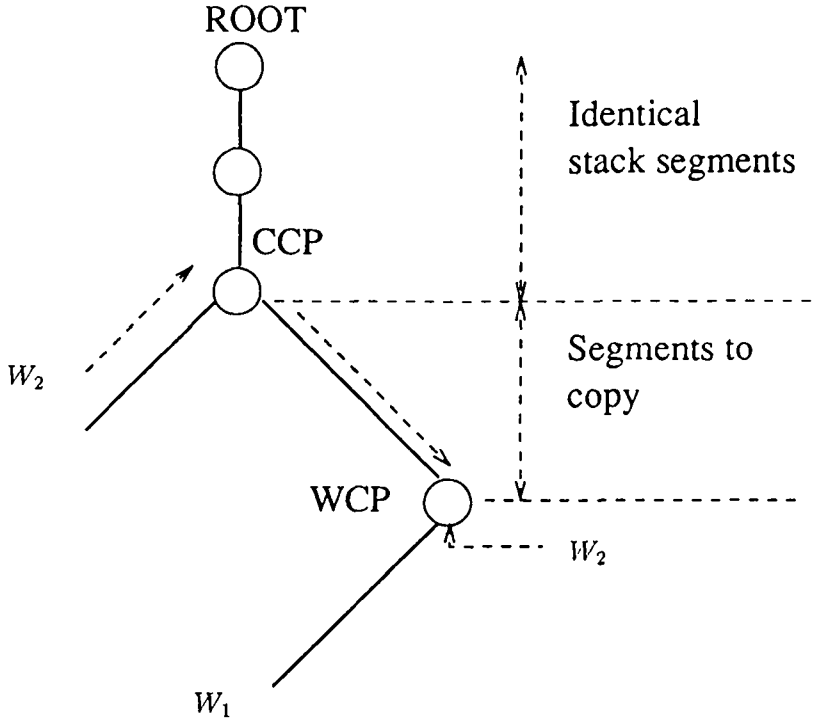 ROOT
Identical
stack segments
CCP
W₂
Segments to
copy
WCP
W₂
W₁